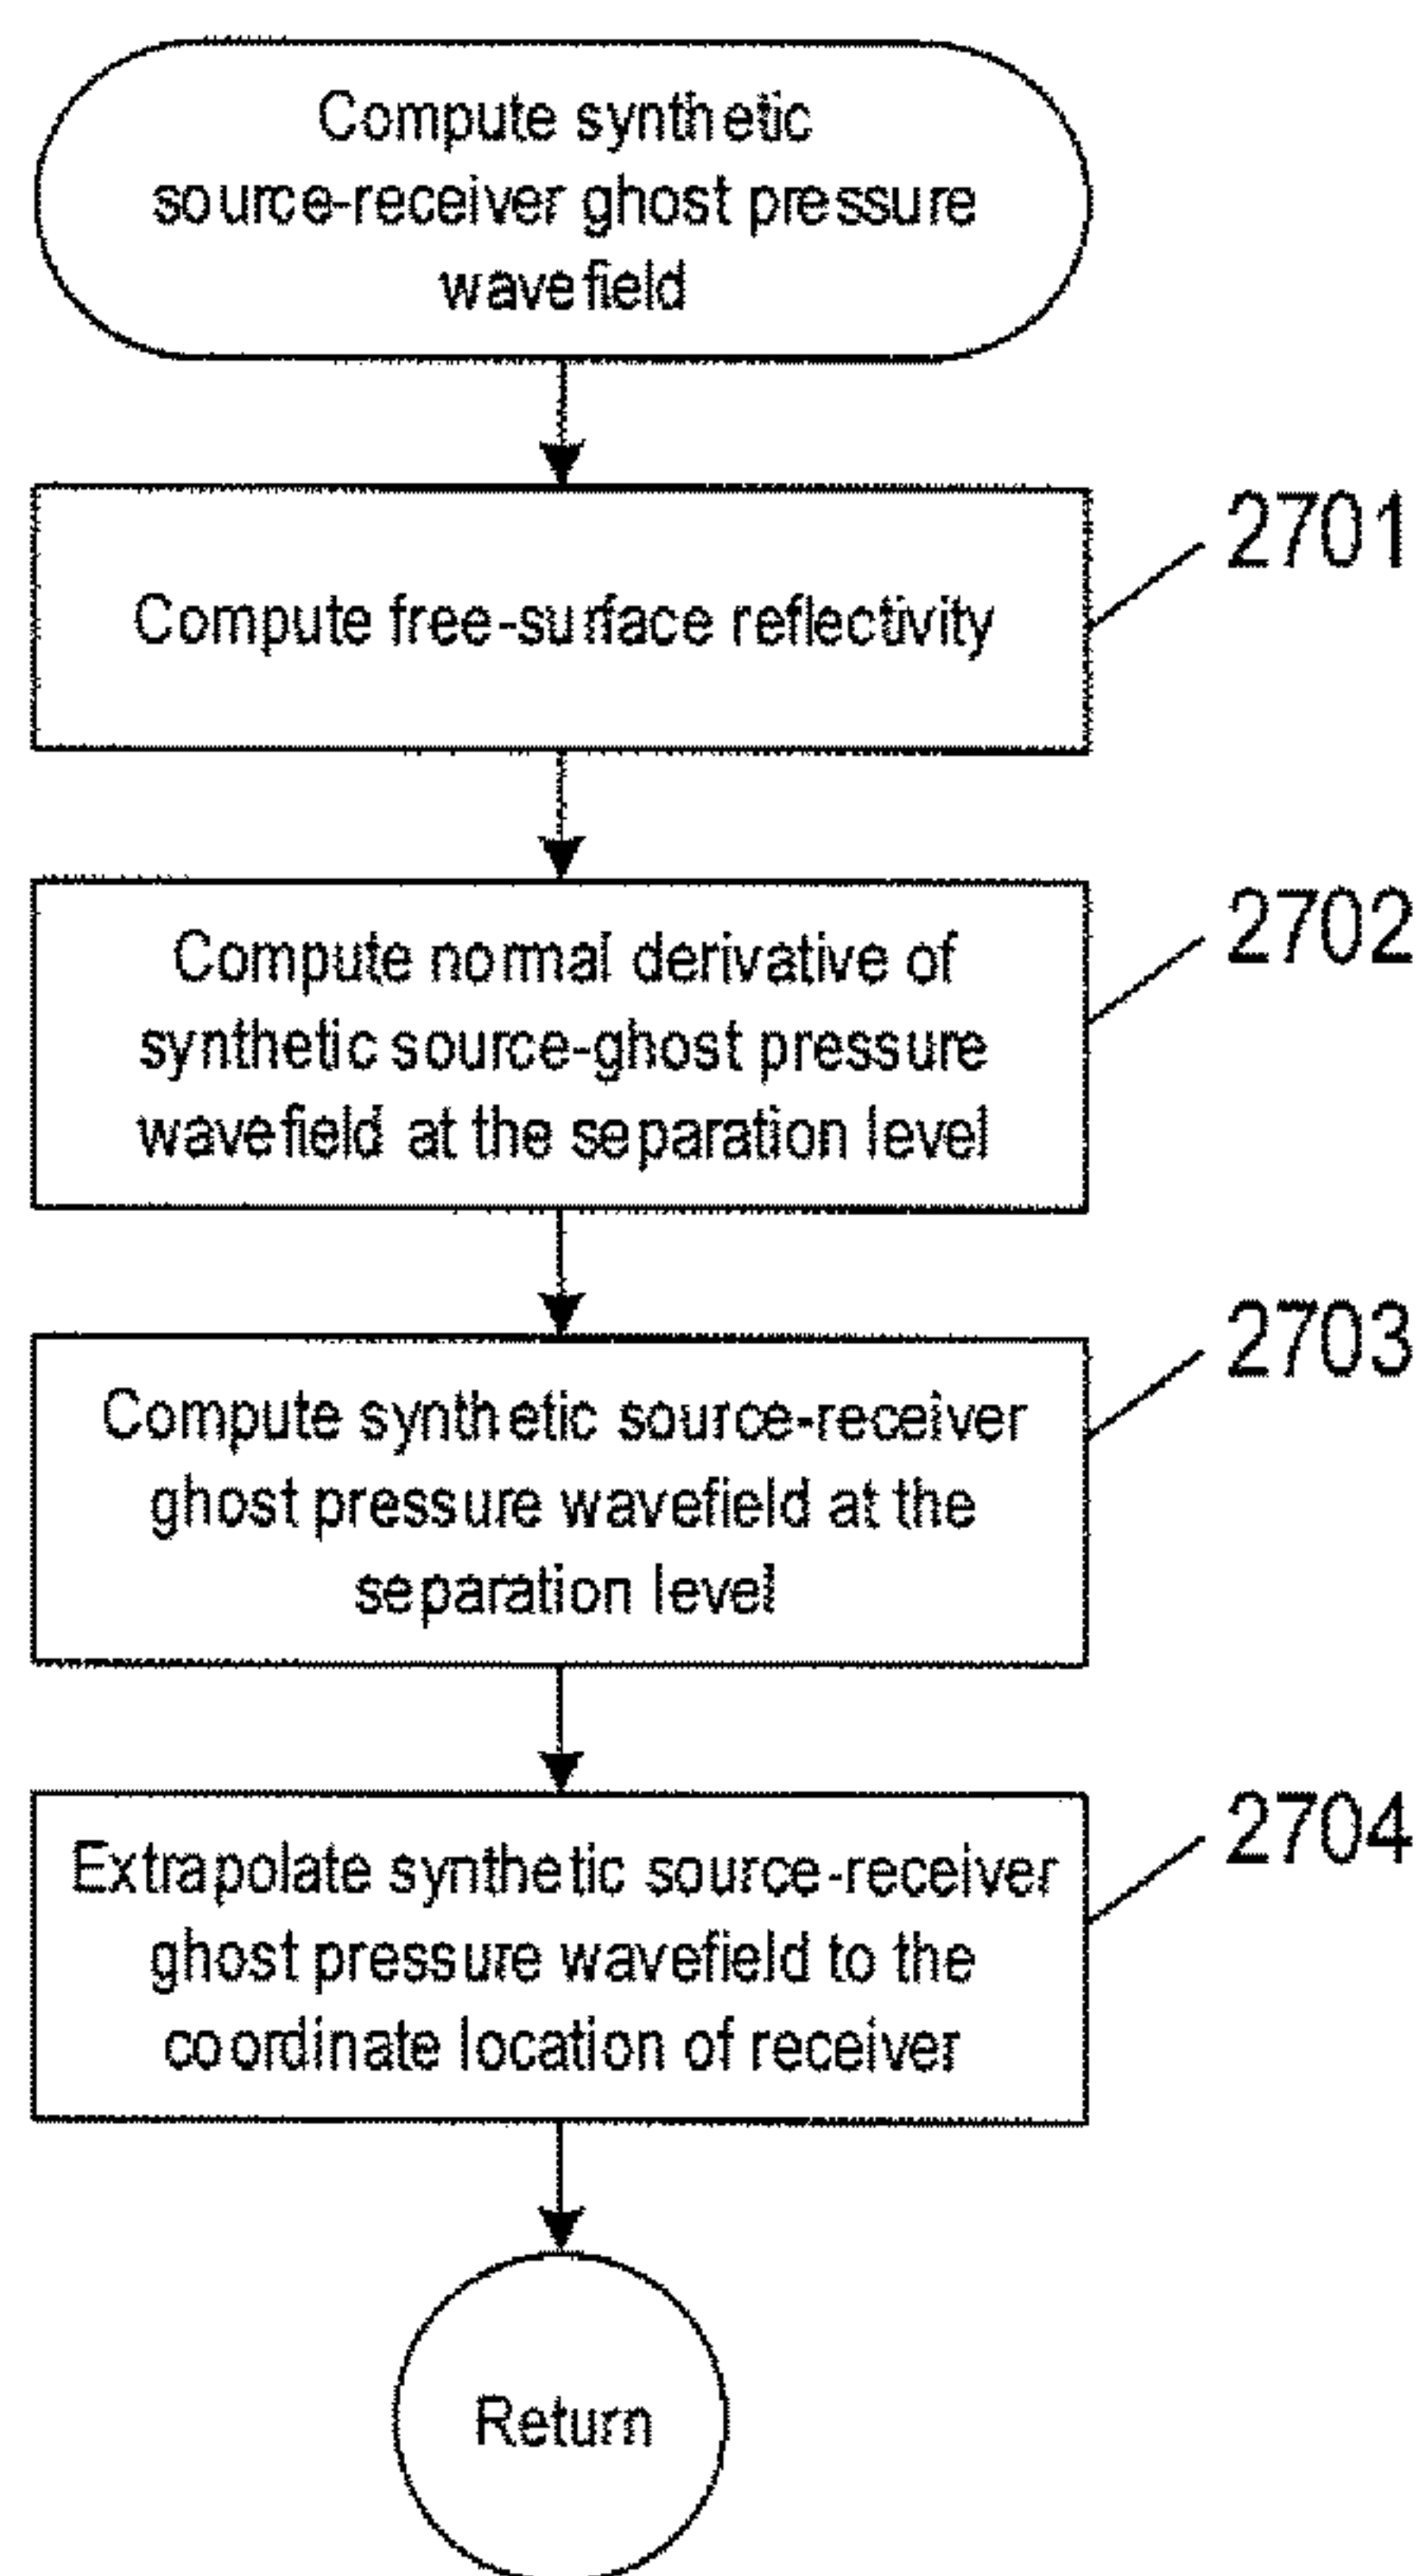 Compute synthetic
source-receiver ghost pressure
wavefield
Compute free-surface reflectivity
2701
Compute normal derivative of
synthetic source-ghost pressure
wavefield at the separation level
2702
Compute synthetic source-receiver
ghost pressure wavefield at the
separation level
2703
Extrapolate synthetic source-receiver
ghost pressure wavefield to the
coordinate location of receiver
2704
Return